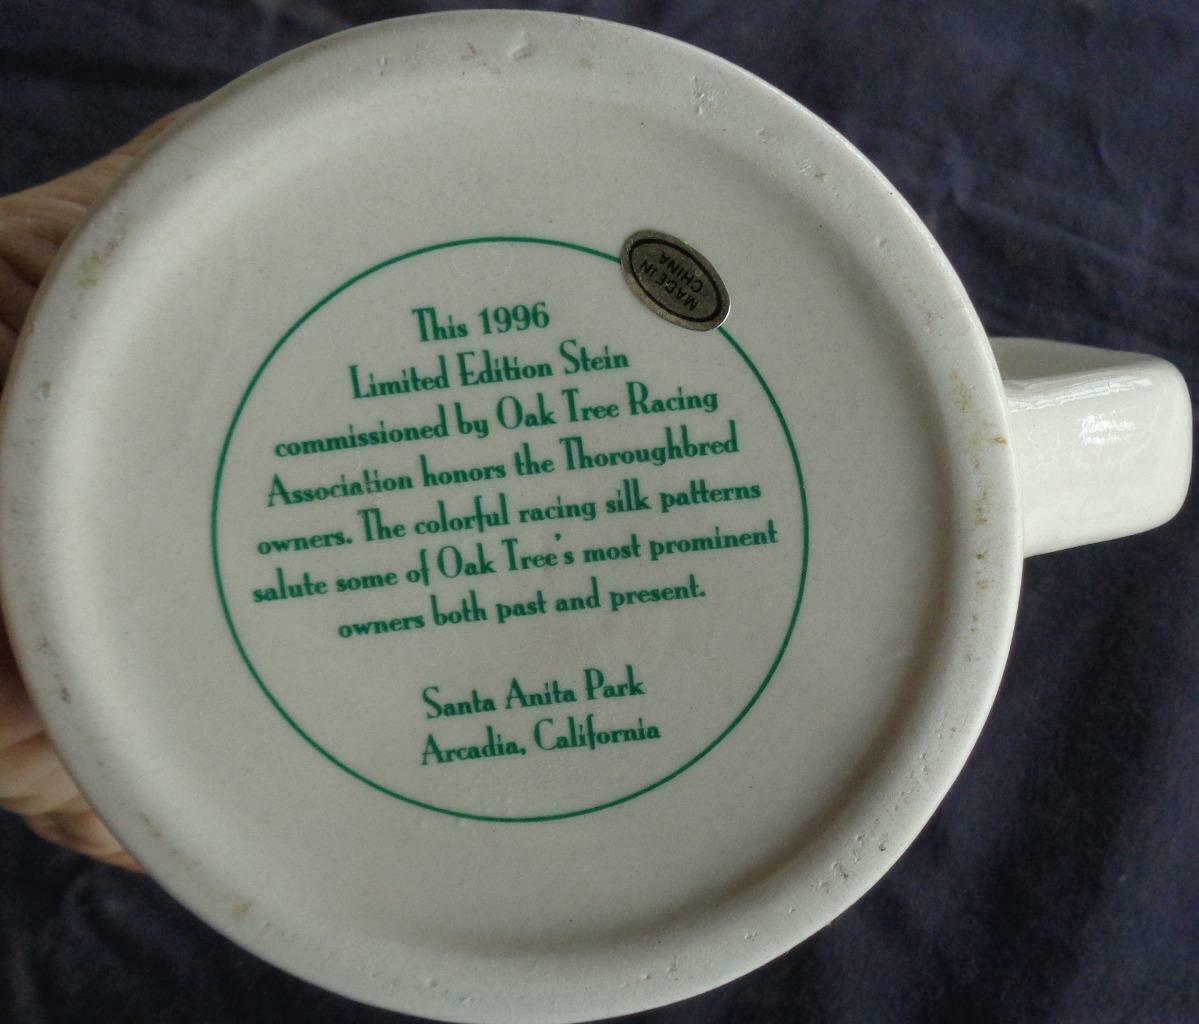 This 1996
Limited Edition Stein
commissioned by Oak Tree Racing
Association honors the Thoroughbred
owners. The colorful racing silk patterns
salute some of Oak Tree's most prominent
owners both past and present.
Santa Anita Park
Arcadia, California
MADE IN
CHINA